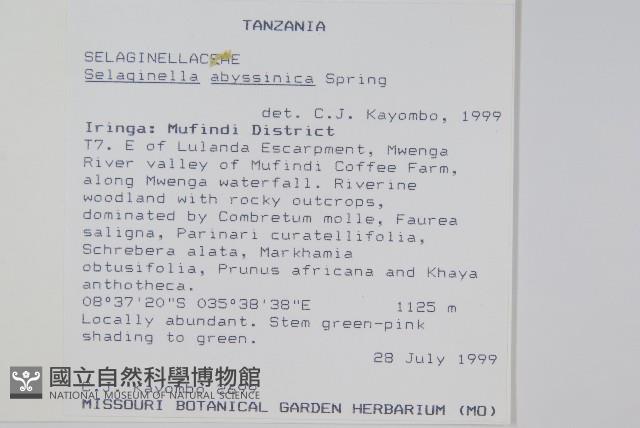 TANZANIA
SELAGINELLACEAE
Selaginella abyssinica Spring
det. C.J. Kayombo, 1999
Iringa: Mufindi District
T7. E of Lulanda Escarpment, Mwenga
River valley of Mufindi Coffee Farm,
along Mwenga waterfall. Riverine
woodland with rocky outcrops,
dominated by Combretum molle, Faurea
saligna, Parinari curatellifolia,
Schrebera alata, Markhamia
obtusifolia, Prunus africana and Khaya
anthotheca.
08°37'20"S 035°38'38"E 1125 m
Locally abundant. Stem green-pink
shading to green.
28 July 1999
國立自然科學博物館
NATIONAL MUSEUM OF NATURAL SCIENCE
C.J. Kayombo
MISSOURI BOTANICAL GARDEN HERBARIUM (MO)